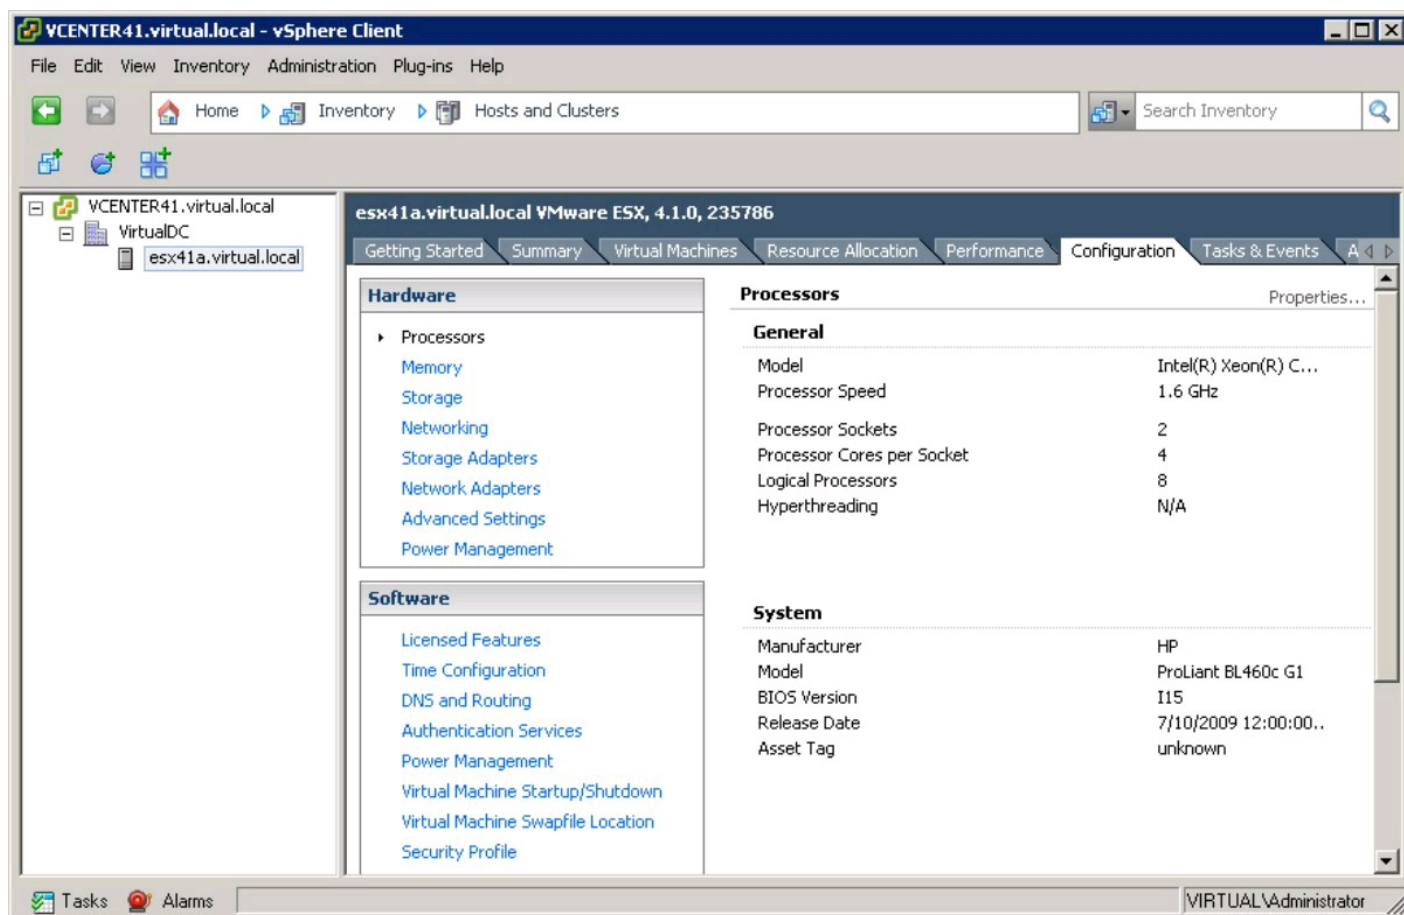 VCENTER41.virtual.local - vSphere Client
File Edit View Inventory Administration Plug-ins Help
Home Inventory Hosts and Clusters Search Inventory
VCENTER41.virtual.local
VirtualDC
esx41a.virtual.local
esx41a.virtual.local VMware ESX, 4.1.0, 235786
Getting Started Summary Virtual Machines Resource Allocation Performance Configuration Tasks & Events A
Hardware
Processors
Memory
Storage
Networking
Storage Adapters
Network Adapters
Advanced Settings
Power Management
Software
Licensed Features
Time Configuration
DNS and Routing
Authentication Services
Power Management
Virtual Machine Startup/Shutdown
Virtual Machine Swapfile Location
Security Profile
Processors Properties...
General
Model Intel(R) Xeon(R) C...
Processor Speed 1.6 GHz
Processor Sockets 2
Processor Cores per Socket 4
Logical Processors 8
Hyperthreading N/A
System
Manufacturer HP
Model ProLiant BL460c G1
BIOS Version I15
Release Date 7/10/2009 12:00:00..
Asset Tag unknown
Tasks Alarms VIRTUAL\Administrator